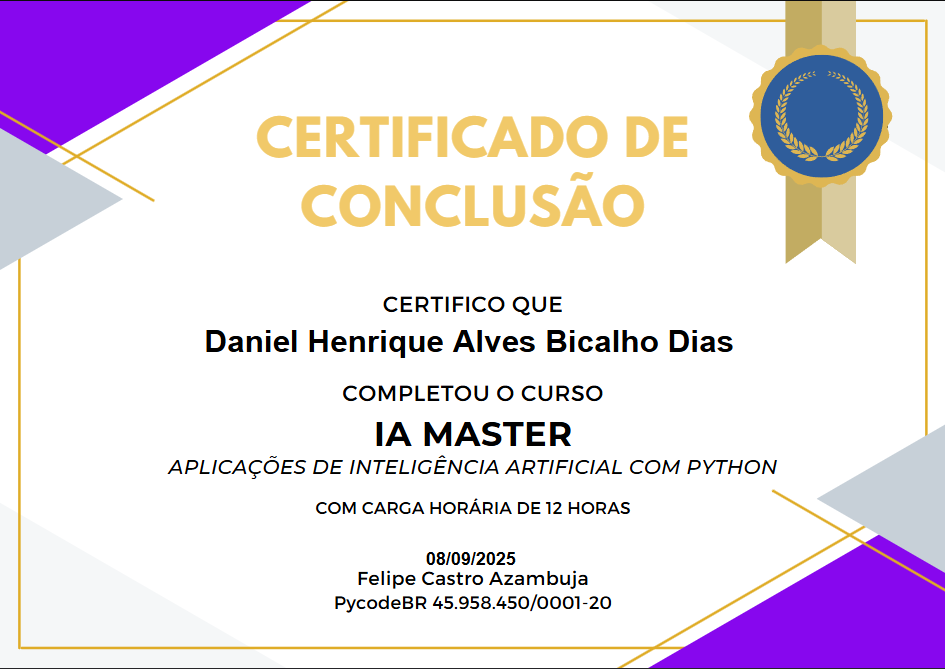 CERTIFICADO DE
CONCLUSÃO
CERTIFICO QUE
Daniel Henrique Alves Bicalho Dias
COMPLETOU O CURSO
IA MASTER
APLICAÇÕES DE INTELIGÊNCIA ARTIFICIAL COM PYTHON
COM CARGA HORÁRIA DE 12 HORAS
08/09/2025
Felipe Castro Azambuja
PycodeBR 45.958.450/0001-20